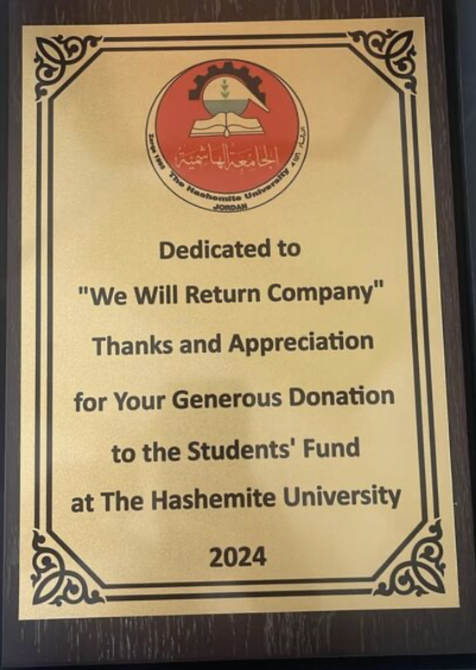 الجامعة الهاشمية
The Hashemite University
JORDAN
Dedicated to
"We Will Return Company"
Thanks and Appreciation
for Your Generous Donation
to the Students' Fund
at The Hashemite University
2024